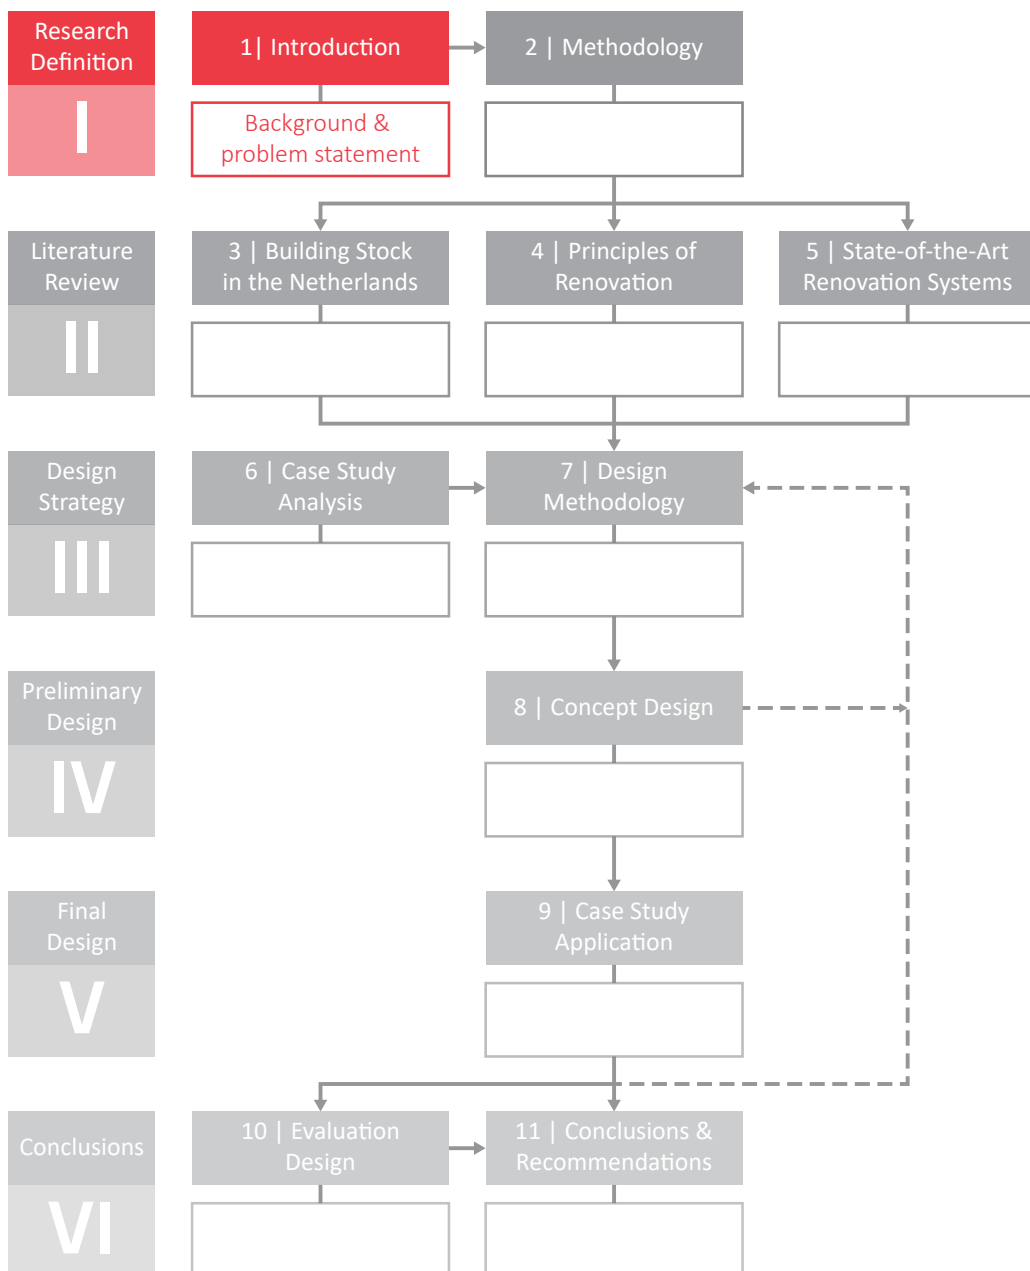 Research
Definition
I
1| Introduction
2 | Methodology
Background &
problem statement
Literature
Review
II
3 | Building Stock
in the Netherlands
4 | Principles of
Renovation
5 | State-of-the-Art
Renovation Systems
Design
Strategy
III
6 | Case Study
Analysis
7 | Design
Methodology
Preliminary
Design
IV
8 | Concept Design
Final
Design
V
9 | Case Study
Application
Conclusions
VI
10 | Evaluation
Design
11 | Conclusions &
Recommendations